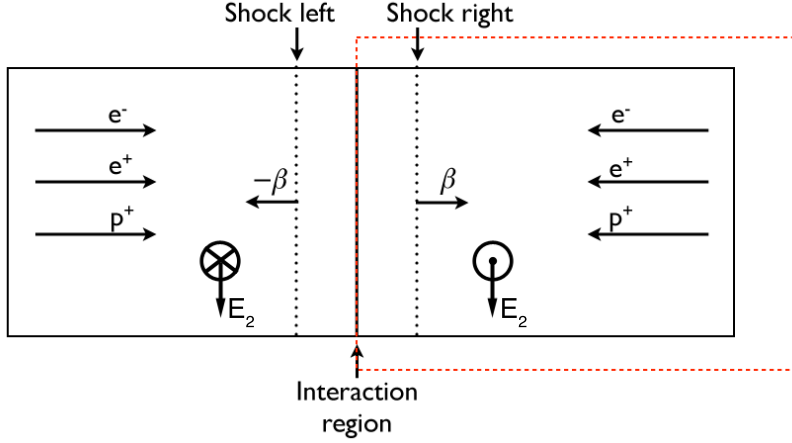 Shock left
Shock right
e-
e+
p+
−β
β
e-
e+
p+
E2
E2
Interaction
region